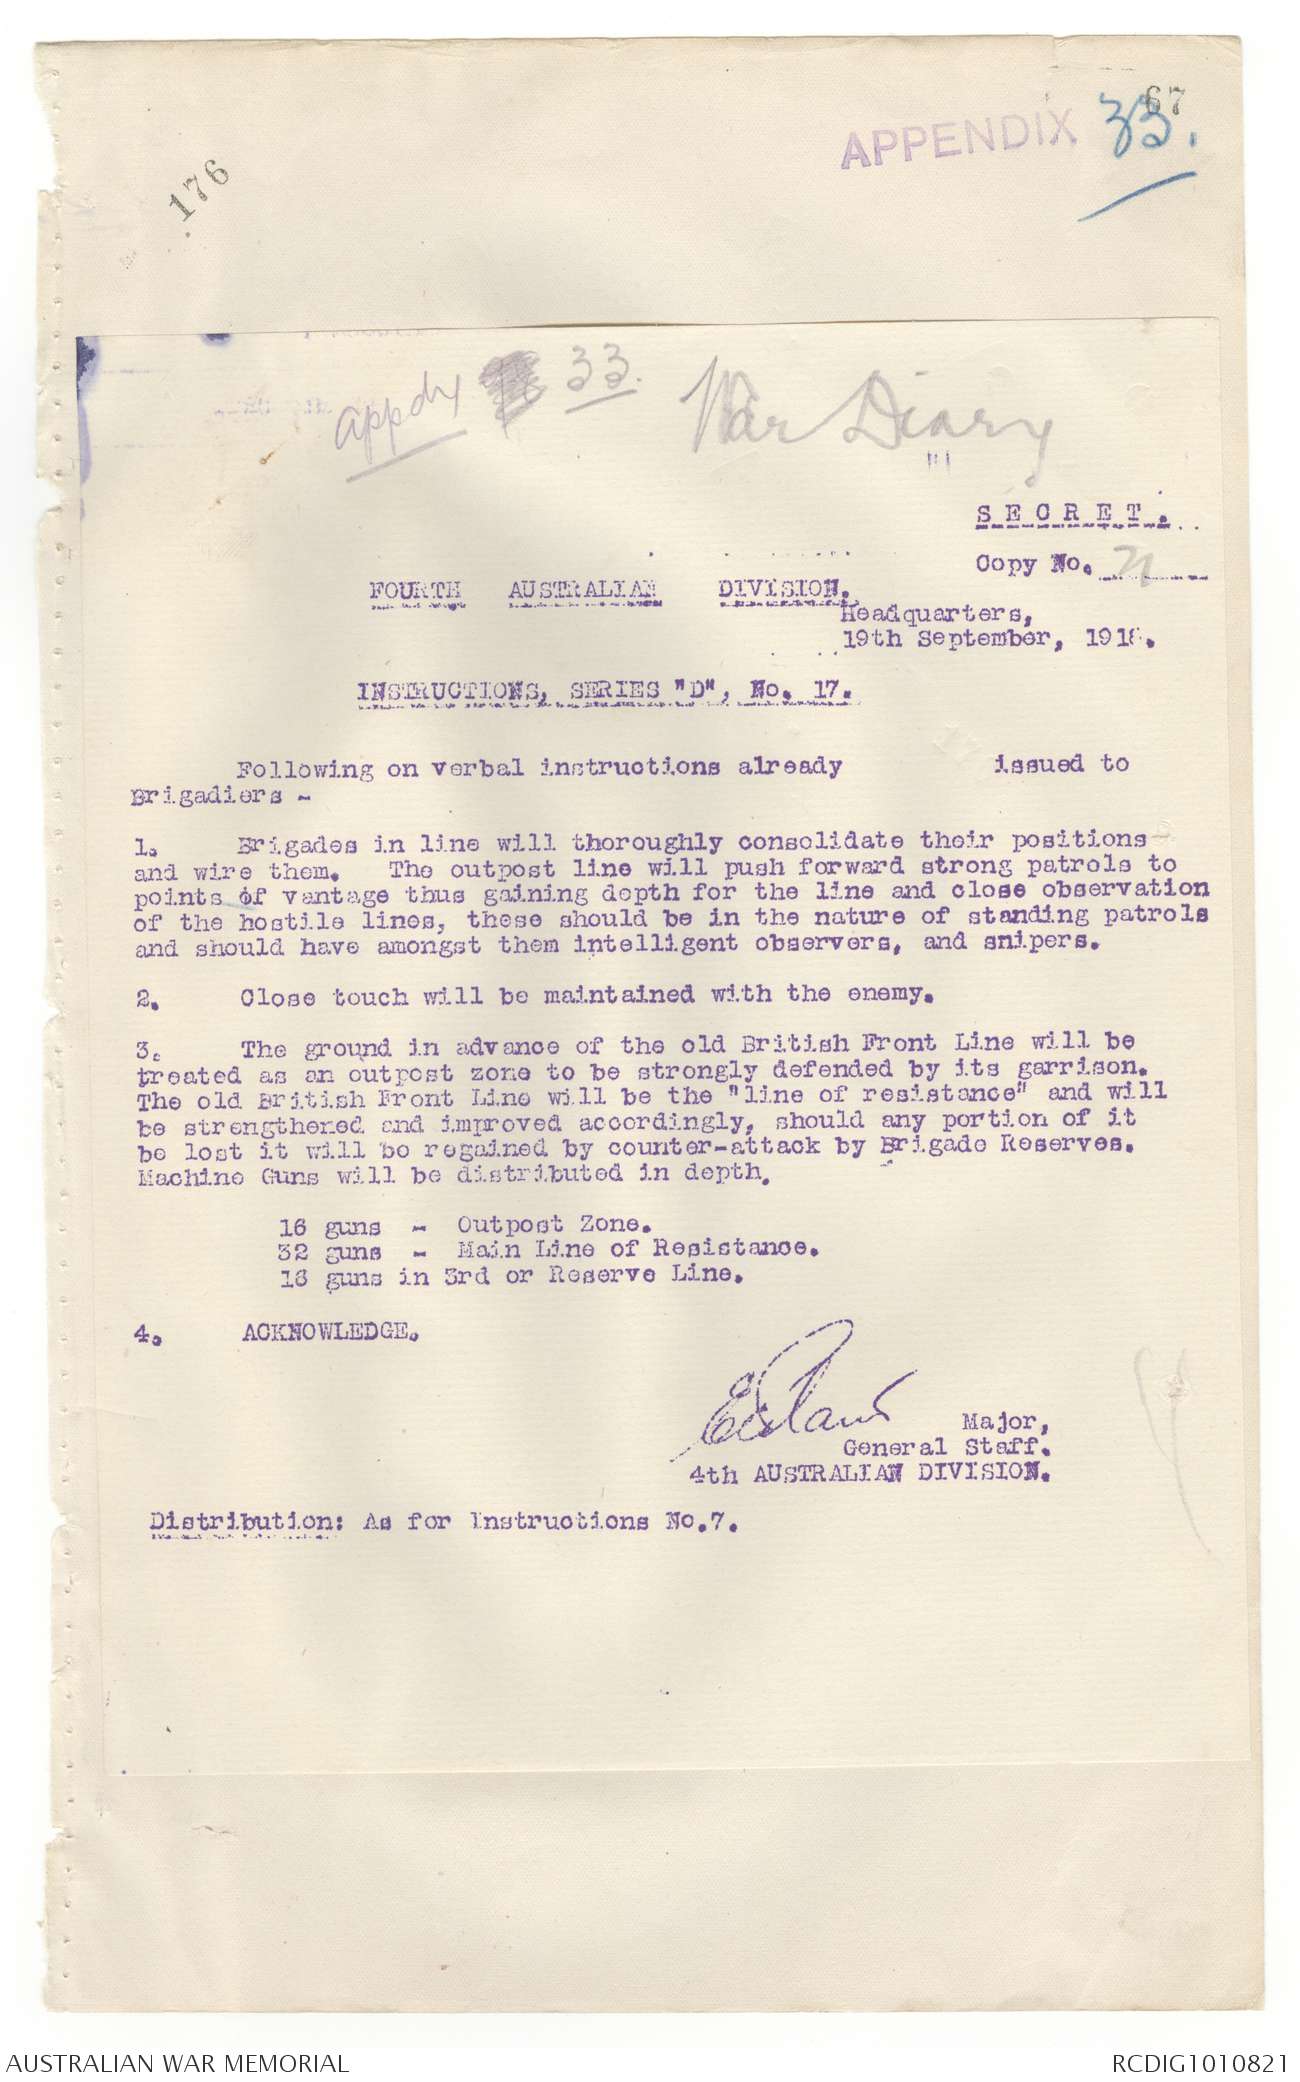 67
APPENDIX 33.
176
appdx 33.
War Diary
SECRET.
Copy No.
FOURTH AUSTRALIAN DIVISION.
Headquarters,
19th September, 1918.
INSTRUCTIONS, SERIES "D", No. 17.
Following on verbal instructions already issued to
Brigadiers -
1. Brigades in line will thoroughly consolidate their positions
and wire them. The outpost line will push forward strong patrols to
points of vantage thus gaining depth for the line and close observation
of the hostile lines, these should be in the nature of standing patrols
and should have amongst them intelligent observers, and snipers.
2. Close touch will be maintained with the enemy.
3. The ground in advance of the old British Front Line will be
treated as an outpost zone to be strongly defended by its garrison.
The old British Front Line will be the "line of resistance" and will
be strengthened and improved accordingly, should any portion of it
be lost it will be regained by counter-attack by Brigade Reserves.
Machine Guns will be distributed in depth.
16 guns - Outpost Zone.
32 guns - Main Line of Resistance.
16 guns in 3rd or Reserve Line.
4. ACKNOWLEDGE.
Major,
General Staff.
4th AUSTRALIAN DIVISION.
Distribution: As for Instructions No.7.
AUSTRALIAN WAR MEMORIAL
RCDIG1010821